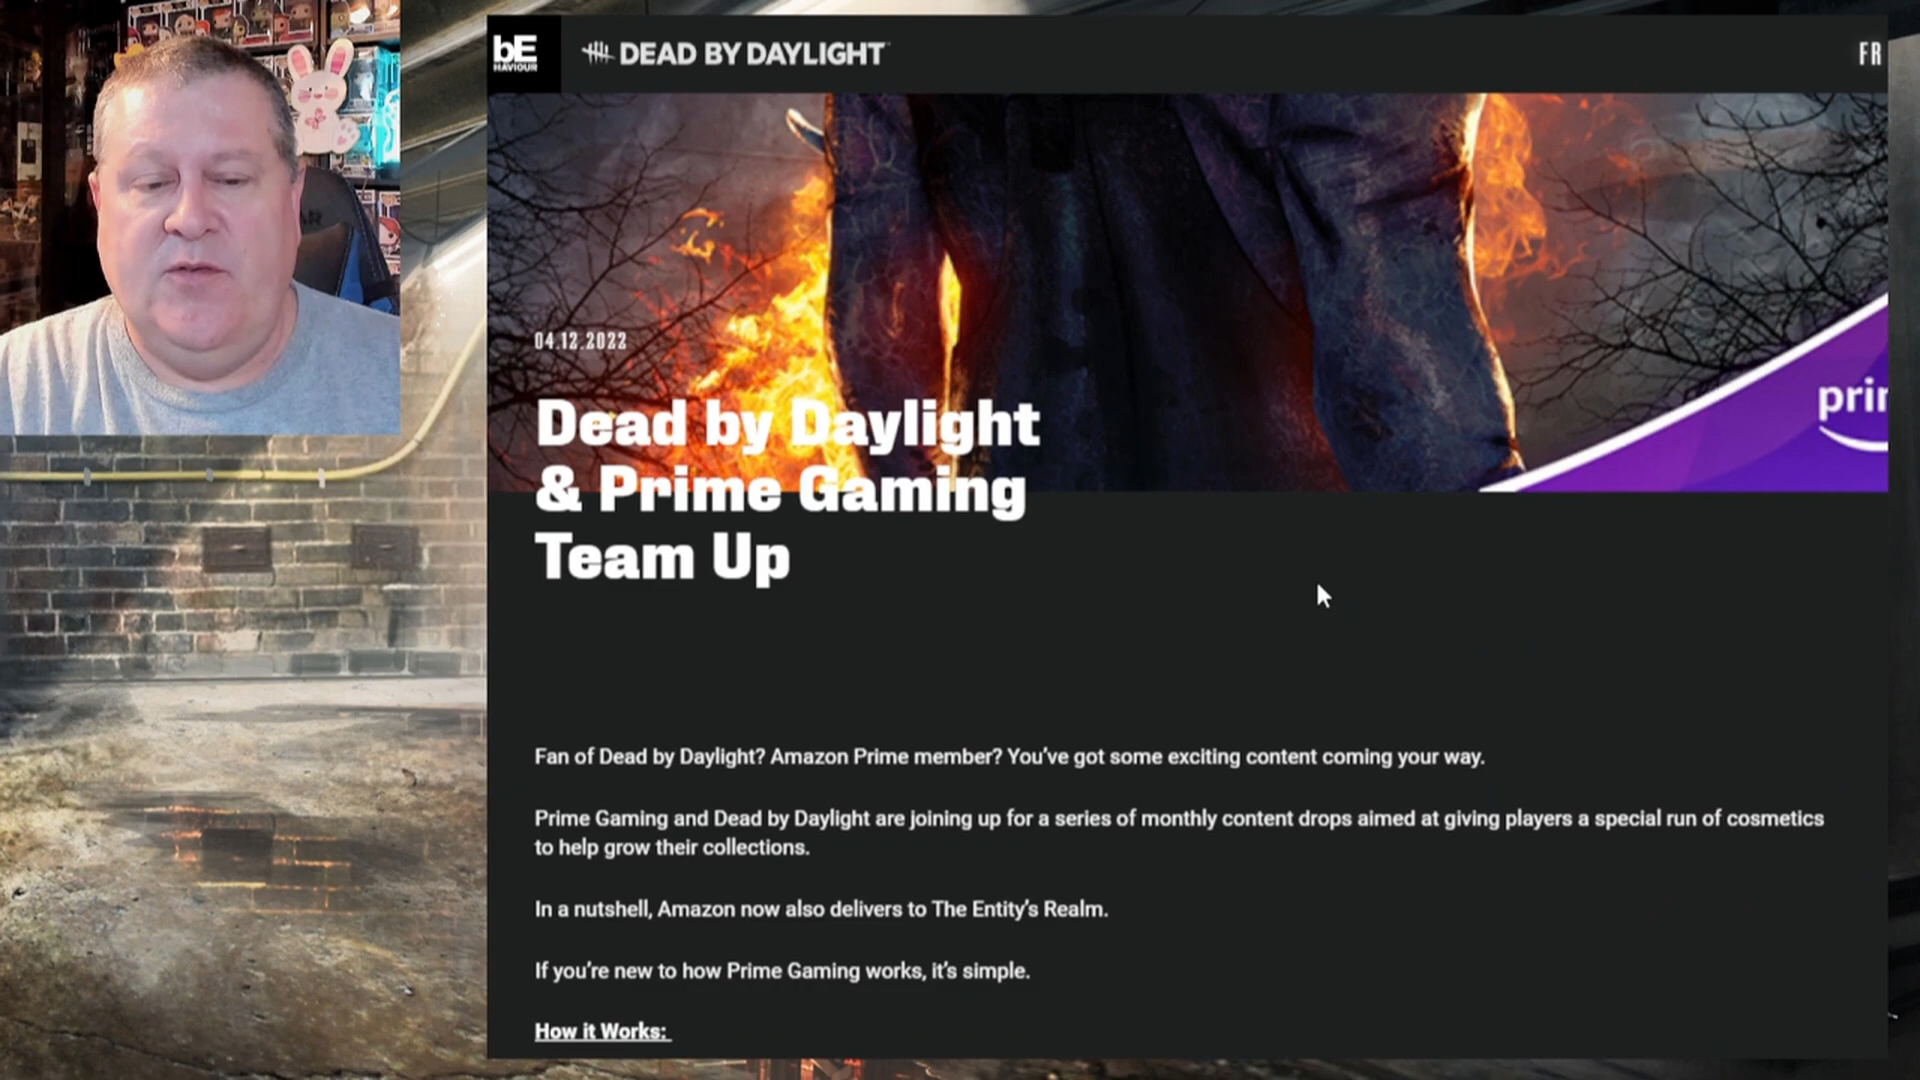 bE
HAVIOUR
DEAD BY DAYLIGHT
FR
04.12.2022
Dead by Daylight
& Prime Gaming
Team Up
Fan of Dead by Daylight? Amazon Prime member? You've got some exciting content coming your way.
Prime Gaming and Dead by Daylight are joining up for a series of monthly content drops aimed at giving players a special run of cosmetics
to help grow their collections.
In a nutshell, Amazon now also delivers to The Entity's Realm.
If you're new to how Prime Gaming works, it's simple.
How it Works: